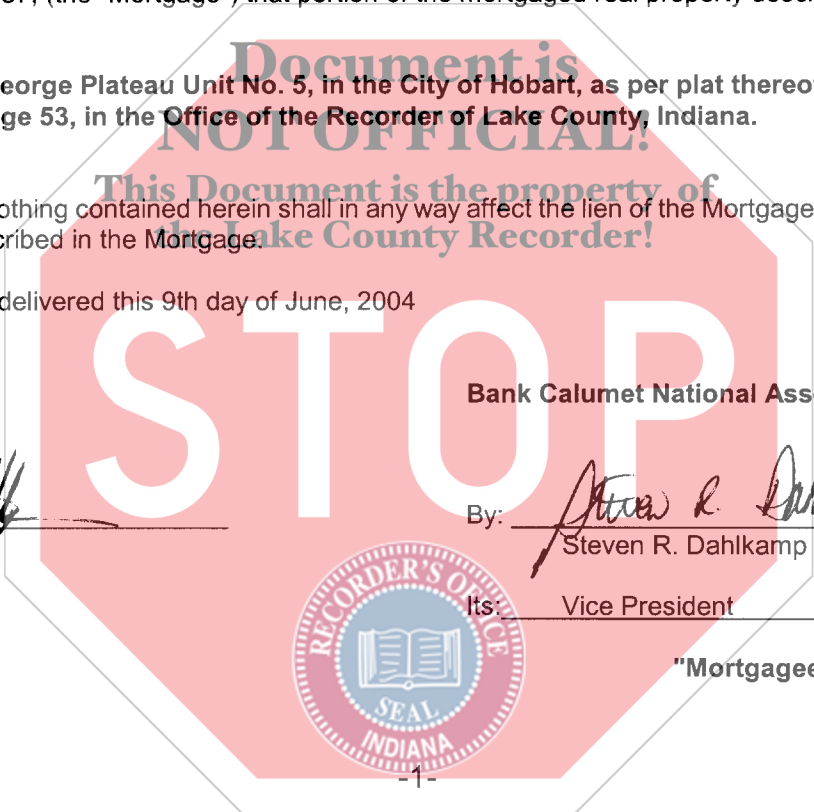 (the "Mortgage") that portion of the mortgaged real property
Document is
eorge Plateau Unit No. 5, in the City of Hobart, as per plat thereo
ge 53, in the Office of the Recorder of Lake County, Indiana.
NOT OFFICIAL!
This Document is the property of
othing contained herein shall in any way affect the lien of the Mortgage
cribed in the Mortgage.
the Lake County Recorder!
delivered this 9th day of June, 2004
STOP
Bank Calumet National Ass
By: Steven R. Dah
Steven R. Dahlkamp
Its: Vice President
"Mortgagee
RECORDER'S OFFICE
SEAL
INDIANA
-1-